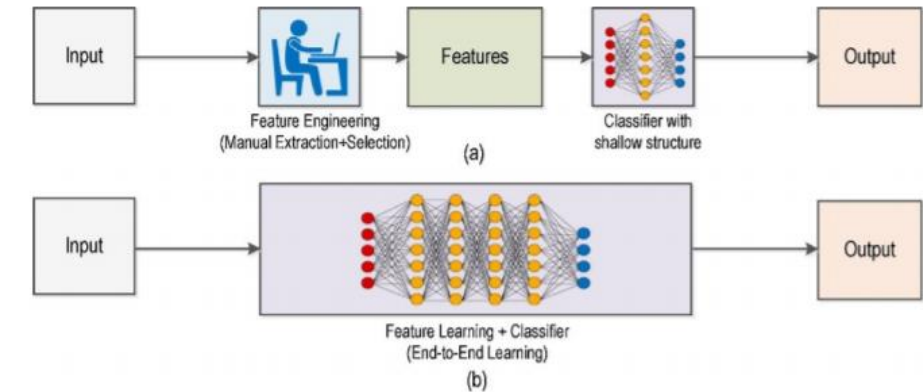 Input
Features
Output
Feature Engineering
(Manual Extraction+Selection)
Classifier with
shallow structure
(a)
Input
Output
Feature Learning + Classifier
(End-to-End Learning)
(b)